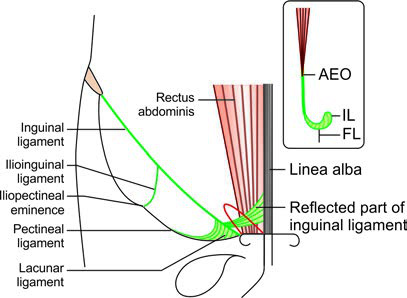 Rectus
abdominis
AEO
IL
FL
Inguinal
ligament
Ilioinguinal
ligament
Iliopectineal
eminence
Pectineal
ligament
Lacunar
ligament
Linea alba
Reflected part of
inguinal ligament